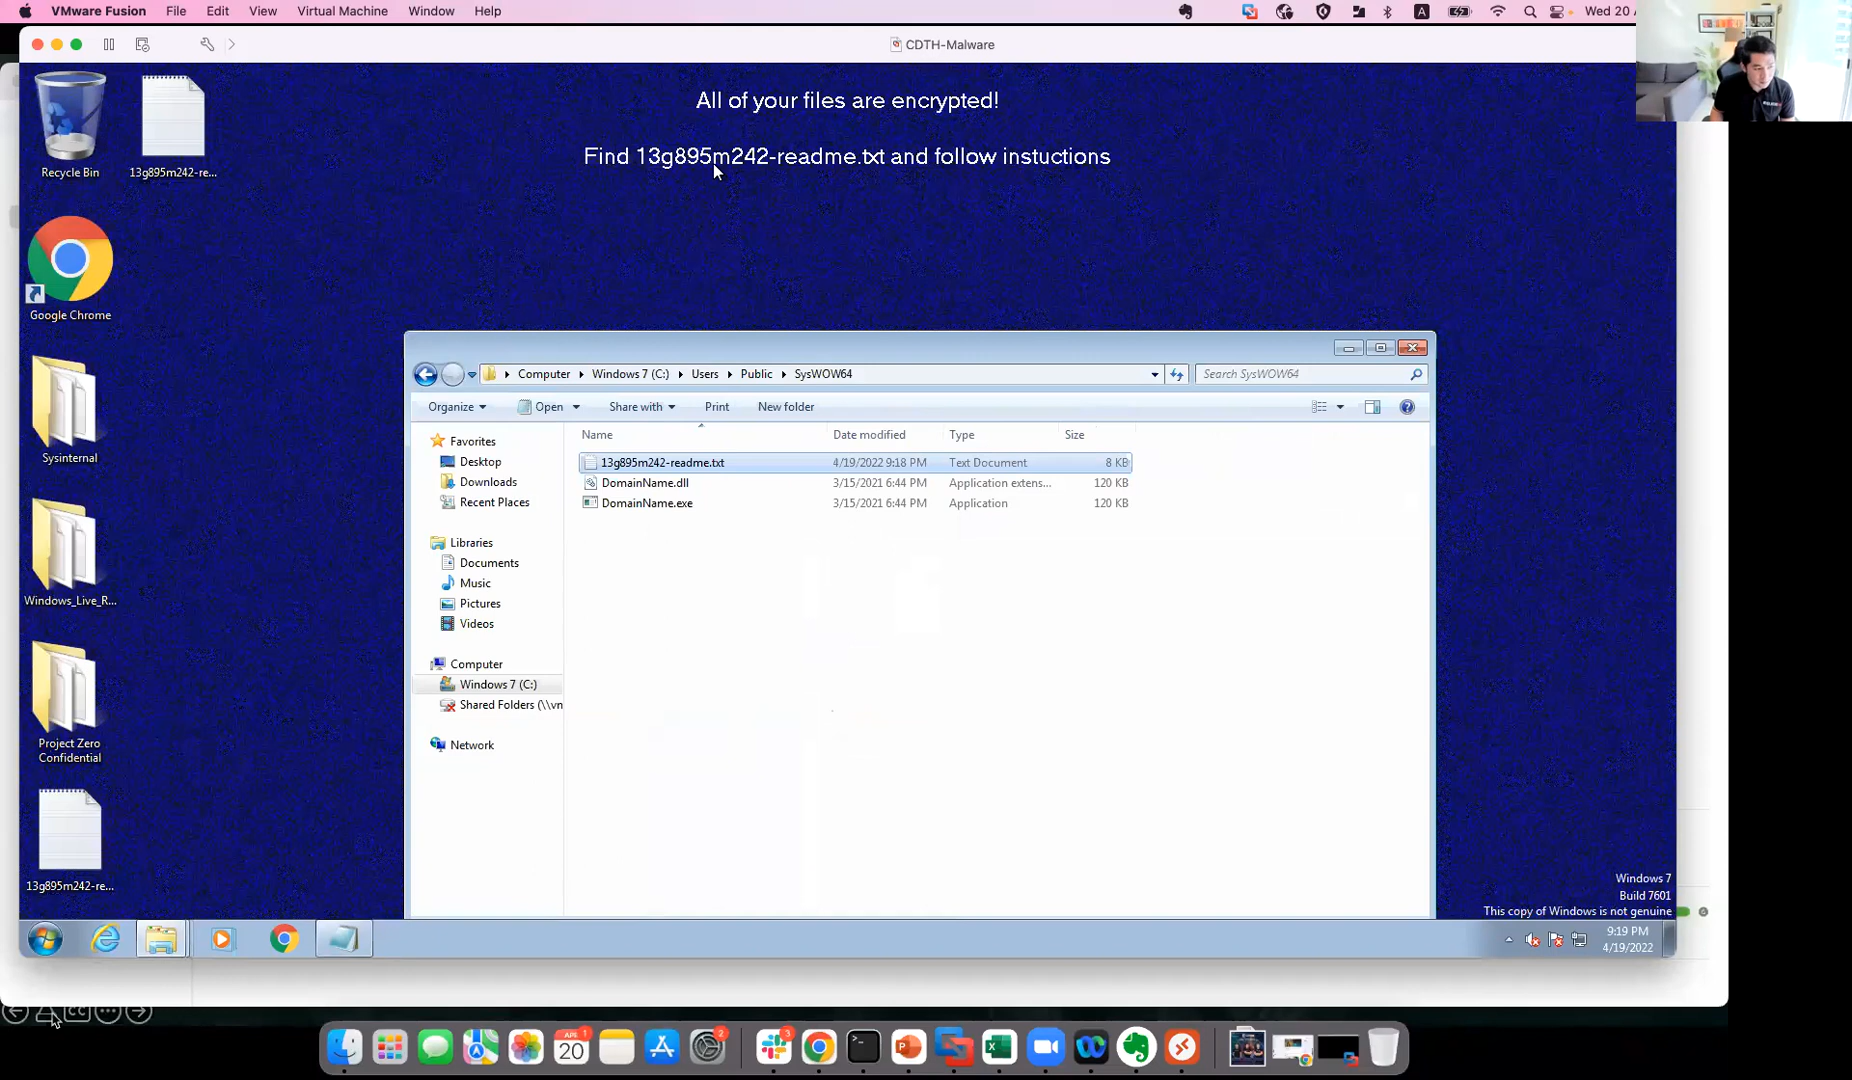 VMware Fusion File Edit View Virtual Machine Window Help
A
Wed 20
CDTH-Malware
All of your files are encrypted!
Find 13g895m242-readme.txt and follow instuctions
Recycle Bin
13g895m242-re...
Google Chrome
Sysinternal
Windows_Live_R...
Project Zero
Confidential
13g895m242-re...
Computer Windows 7 (C:) Users Public SysWOW64
Search SysWOW64
Organize Open Share with Print New folder
Favorites
Desktop
Downloads
Recent Places
Libraries
Documents
Music
Pictures
Videos
Computer
Windows 7 (C:)
Shared Folders (\\vn
Network
Name Date modified Type Size
13g895m242-readme.txt 4/19/2022 9:18 PM Text Document 8 KB
DomainName.dll 3/15/2021 6:44 PM Application extens... 120 KB
DomainName.exe 3/15/2021 6:44 PM Application 120 KB
Windows 7
Build 7601
This copy of Windows is not genuine
9:19 PM
4/19/2022
CC
APR
20
1
2
3